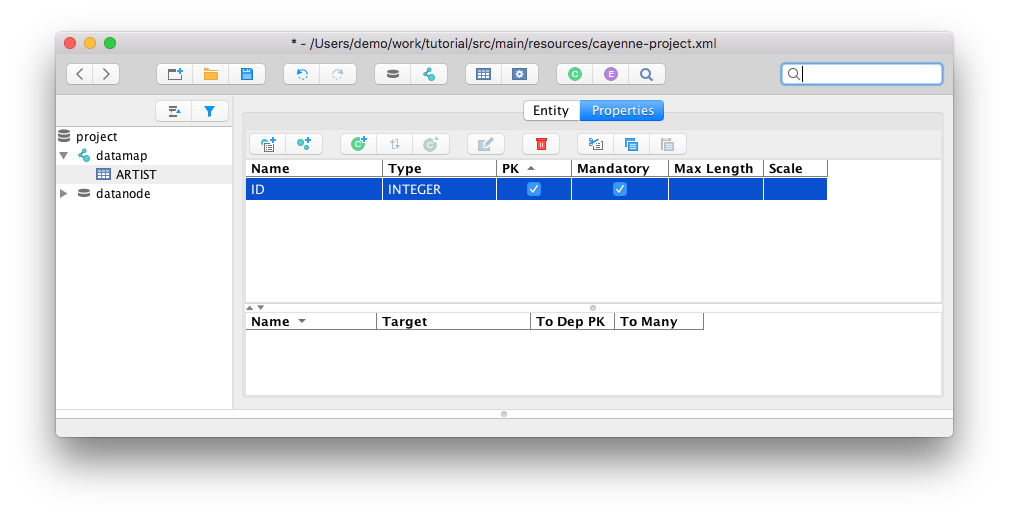 * - /Users/demo/work/tutorial/src/main/resources/cayenne-project.xml
C E
project
datamap
ARTIST
datanode
Entity Properties
C C
Name Type PK Mandatory Max Length Scale
ID INTEGER
Name Target To Dep PK To Many